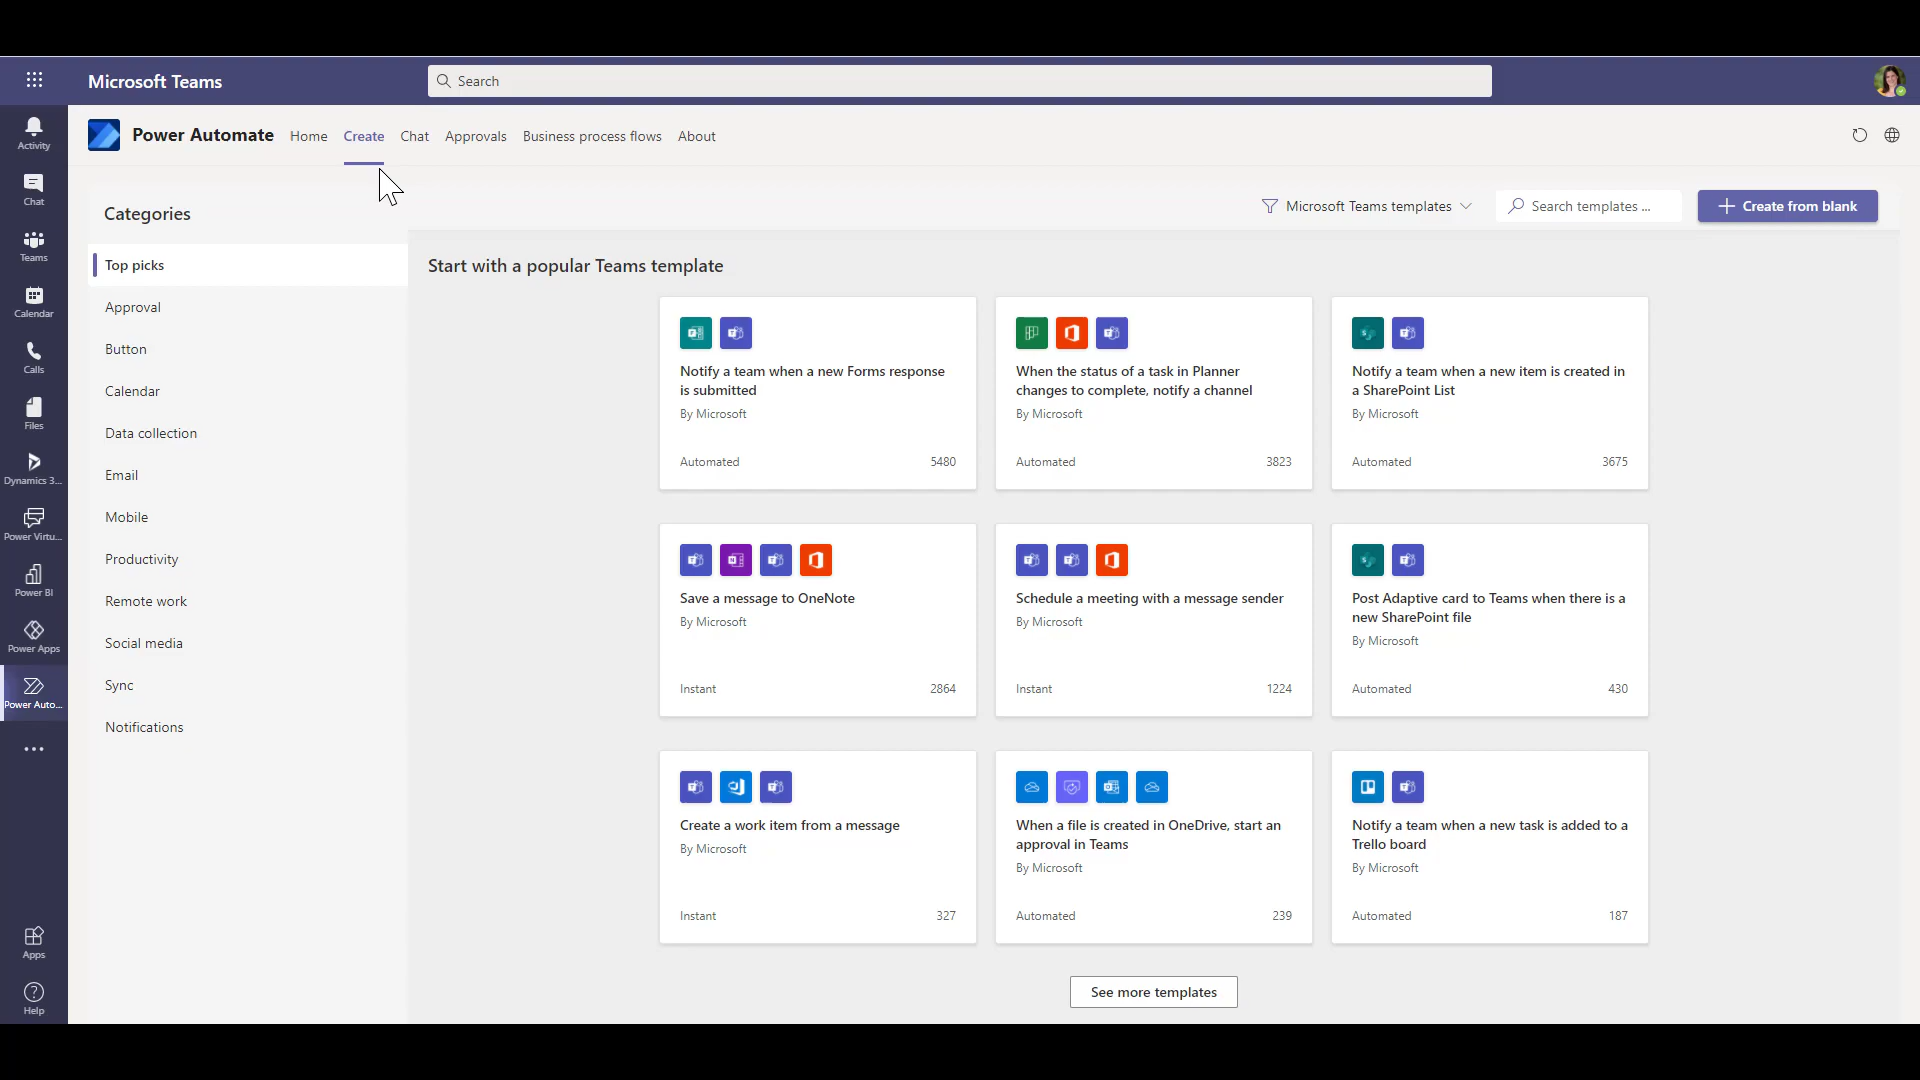 Microsoft Teams
Search
Activity
Chat
Teams
Calendar
Calls
Files
Dynamics 3...
Power Virtu...
Power BI
Power Apps
Power Auto...
Apps
Help
Power Automate
Home
Create
Chat
Approvals
Business process flows
About
Categories
Top picks
Approval
Button
Calendar
Data collection
Email
Mobile
Productivity
Remote work
Social media
Sync
Notifications
Microsoft Teams templates
Search templates ...
Create from blank
Start with a popular Teams template
Notify a team when a new Forms response
is submitted
By Microsoft
Automated
5480
When the status of a task in Planner
changes to complete, notify a channel
By Microsoft
Automated
3823
Notify a team when a new item is created in
a SharePoint List
By Microsoft
Automated
3675
Save a message to OneNote
By Microsoft
Instant
2864
Schedule a meeting with a message sender
By Microsoft
Instant
1224
Post Adaptive card to Teams when there is a
new SharePoint file
By Microsoft
Automated
430
Create a work item from a message
By Microsoft
Instant
327
When a file is created in OneDrive, start an
approval in Teams
By Microsoft
Automated
239
Notify a team when a new task is added to a
Trello board
By Microsoft
Automated
187
See more templates